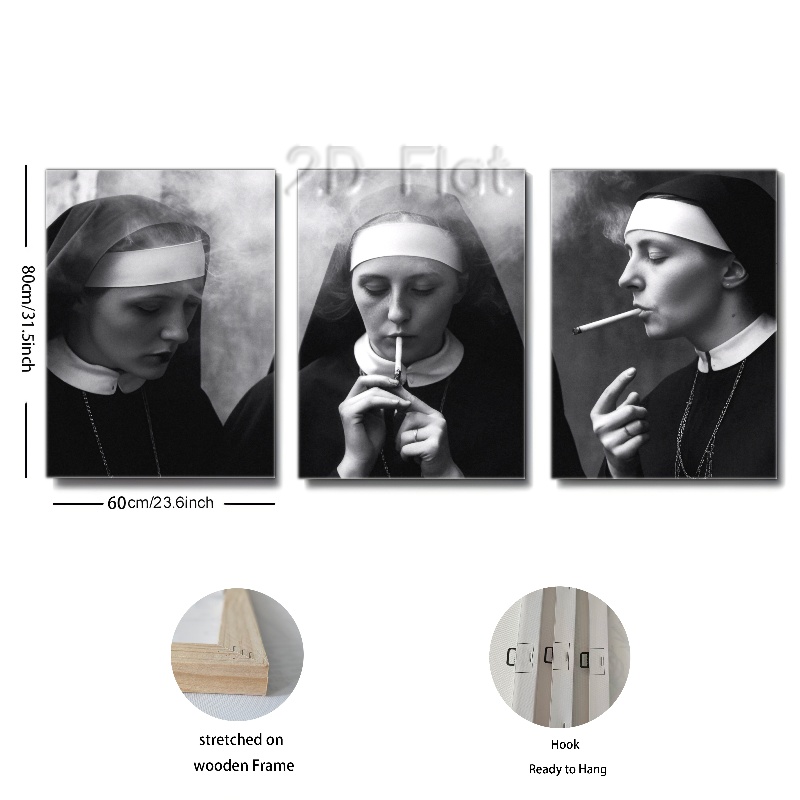 2D Flat
80cm/31.5inch
60cm/23.6inch
stretched on
wooden Frame
Hook
Ready to Hang